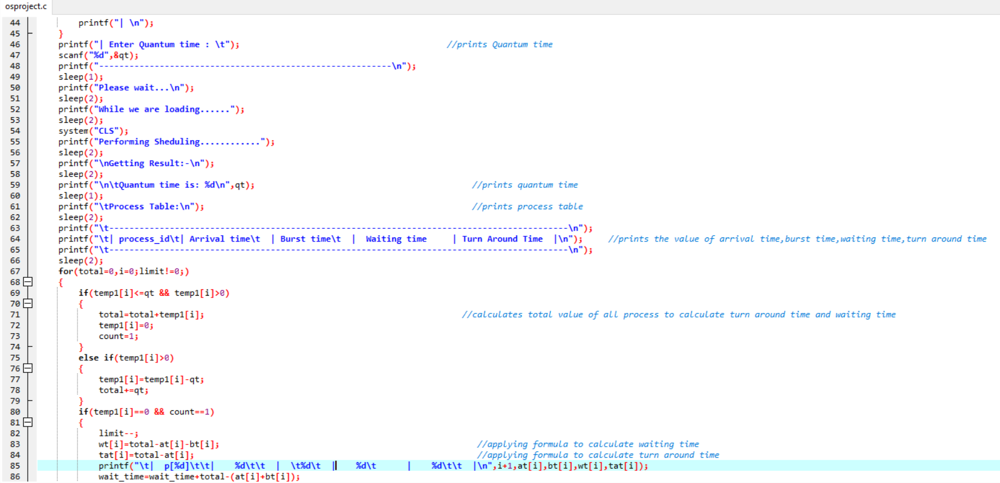 osproject.c
44 printf("| \n");
45 }
46 printf("| Enter Quantum time : \t"); //prints Quantum time
47 scanf("%d",&qt);
48 printf("----------------------------------------------------------\n");
49 sleep(1);
50 printf("Please wait...\n");
51 sleep(2);
52 printf("While we are loading......");
53 sleep(2);
54 system("CLS");
55 printf("Performing Sheduling............");
56 sleep(2);
57 printf("\nGetting Result:-\n");
58 sleep(2);
59 printf("\n\tQuantum time is: %d\n",qt); //prints quantum time
60 sleep(1);
61 printf("\tProcess Table:\n"); //prints process table
62 sleep(2);
63 printf("\t-------------------------------------------------------------------------------------------\n");
64 printf("\t| process_id\t| Arrival time\t  | Burst time\t  |  Waiting time     | Turn Around Time  |\n"); //prints the value of arrival time,burst time,waiting time,turn around time
65 printf("\t-------------------------------------------------------------------------------------------\n");
66 sleep(2);
67 for(total=0,i=0;limit!=0;)
68 {
69 if(temp1[i]<=qt && temp1[i]>0)
70 {
71 total=total+temp1[i]; //calculates total value of all process to calculate turn around time and waiting time
72 temp1[i]=0;
73 count=1;
74 }
75 else if(temp1[i]>0)
76 {
77 temp1[i]=temp1[i]-qt;
78 total+=qt;
79 }
80 if(temp1[i]==0 && count==1)
81 {
82 limit--;
83 wt[i]=total-at[i]-bt[i]; //applying formula to calculate waiting time
84 tat[i]=total-at[i]; //applying formula to calculate turn around time
85 printf("\t|  p[%d]\t\t|    %d\t\t  |  \t%d\t  |    %d\t      |    %d\t\t  |\n",i+1,at[i],bt[i],wt[i],tat[i]);
86 wait_time=wait_time+total-(at[i]+bt[i]);